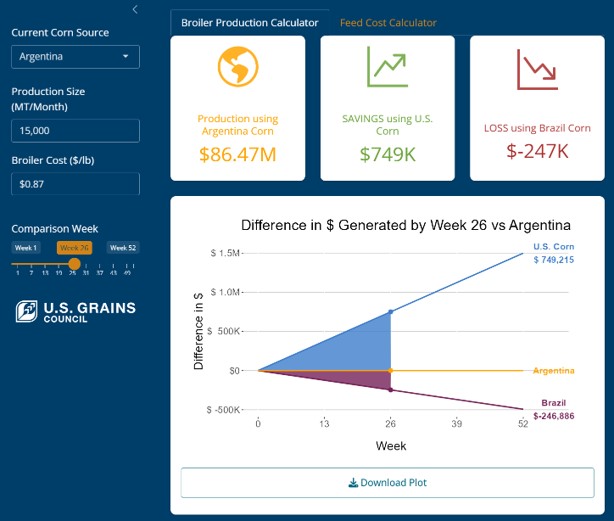 Current Corn Source
Argentina
Production Size
(MT/Month)
15,000
Broiler Cost ($/lb)
$0.87
Comparison Week
Week 1
Week 26
Week 52
1 7 13 19 25 31 37 43 49
U.S. GRAINS
COUNCIL
Broiler Production Calculator
Feed Cost Calculator
Production using
Argentina Corn
$86.47M
SAVINGS using U.S.
Corn
$749K
LOSS using Brazil Corn
$-247K
Difference in $ Generated by Week 26 vs Argentina
Difference in $
$ 1.5M
$ 1.0M
$ 500K
$0
$ -500K
U.S. Corn
$ 749,215
Argentina
Brazil
$-246,886
0 13 26 39 52
Week
Download Plot